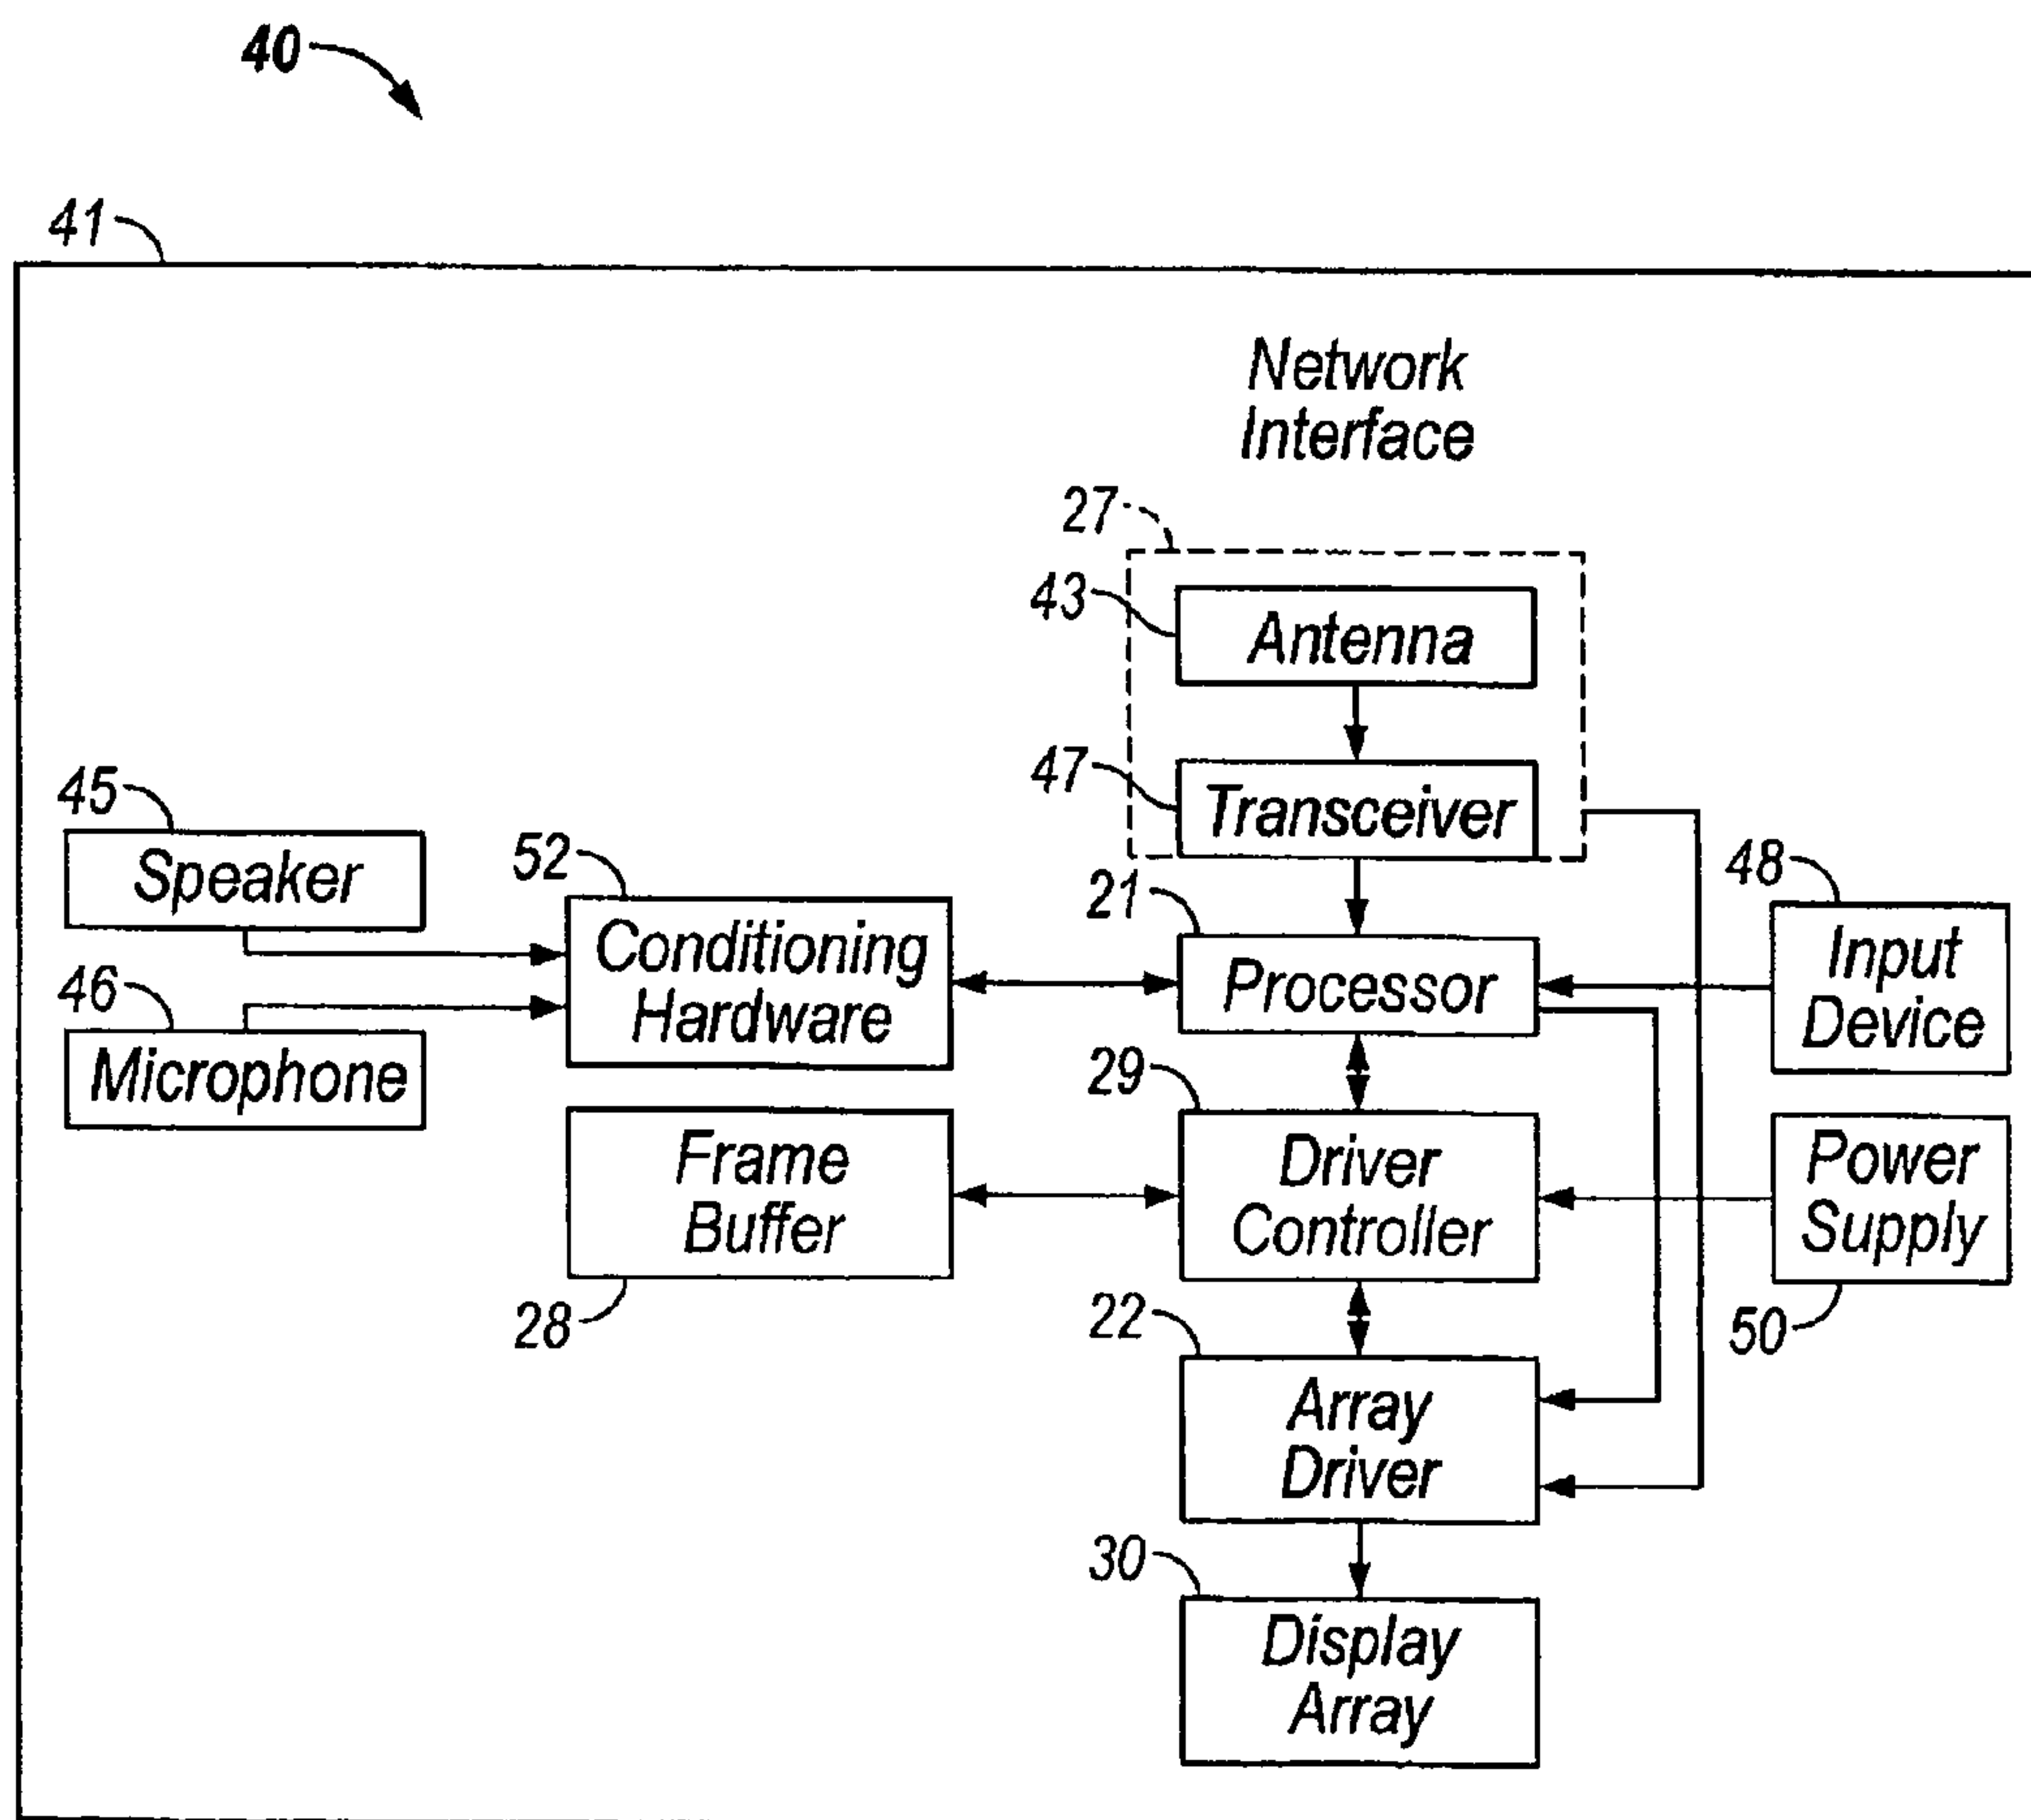 40
41
Network
Interface
27
43
Antenna
47
Transceiver
45
Speaker
52
Conditioning
Hardware
21
Processor
48
Input
Device
46
Microphone
29
Driver
Controller
Frame
Buffer
28
Power
Supply
50
22
Array
Driver
30
Display
Array